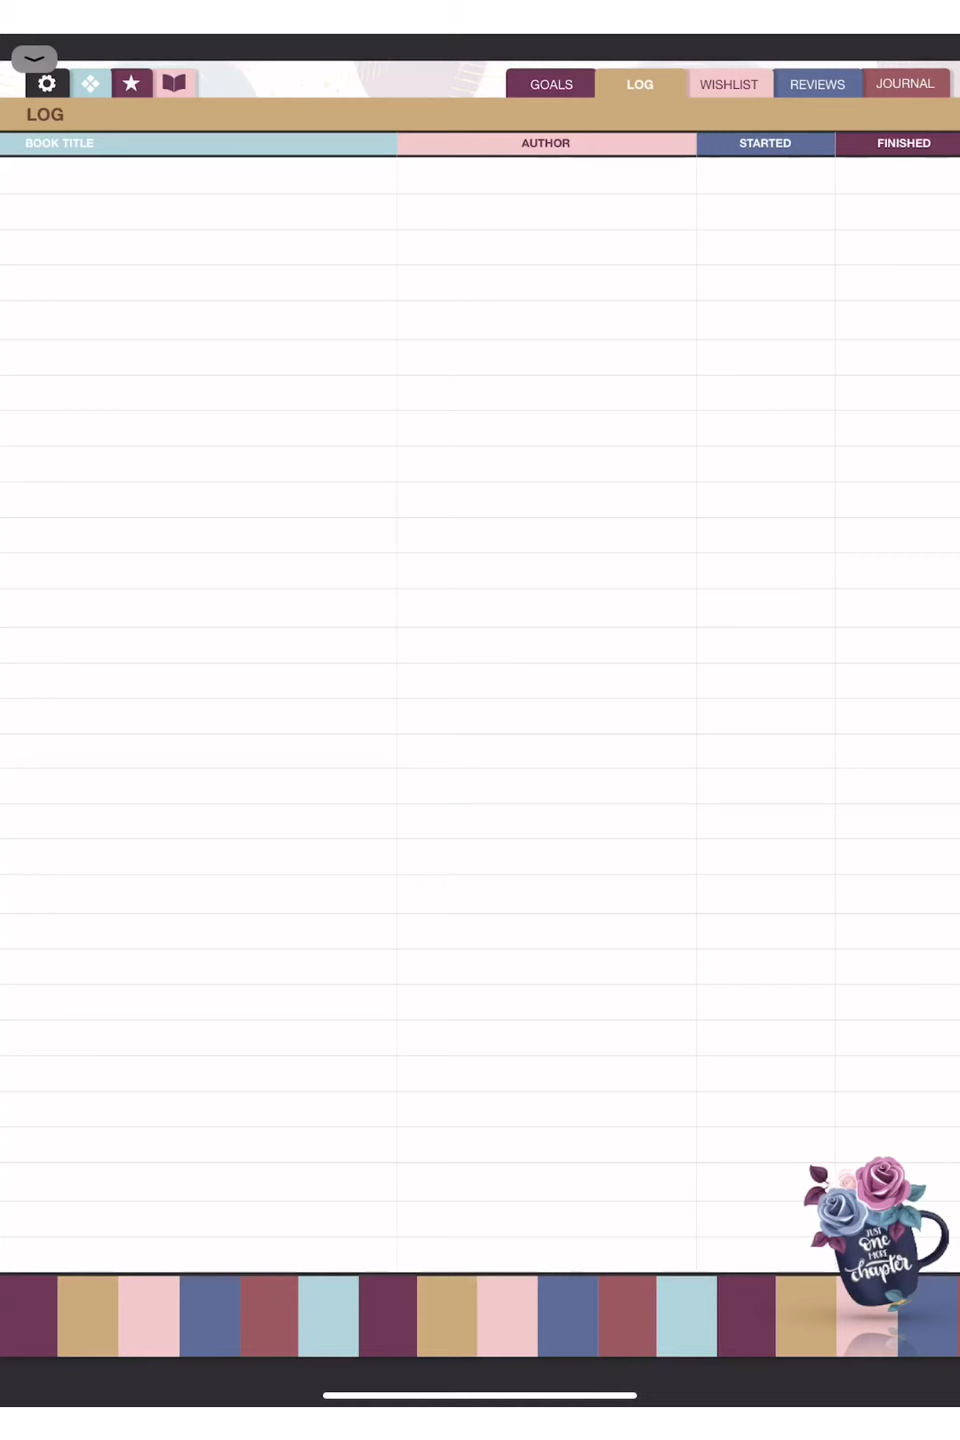 GOALS LOG WISHLIST REVIEWS JOURNAL
LOG
BOOK TITLE AUTHOR STARTED FINISHED
JUST
One
MORE
chapter